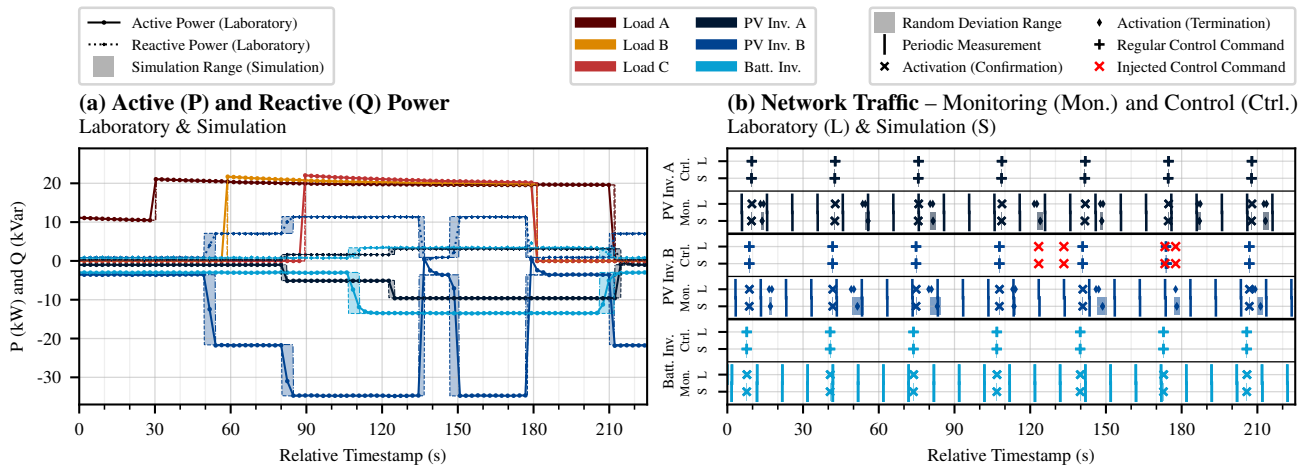 Active Power (Laboratory)
Reactive Power (Laboratory)
Simulation Range (Simulation)
Load A
Load B
Load C
PV Inv. A
PV Inv. B
Batt. Inv.
Random Deviation Range
Periodic Measurement
Activation (Confirmation)
Activation (Termination)
Regular Control Command
Injected Control Command
(a) Active (P) and Reactive (Q) Power
Laboratory & Simulation
P (kW) and Q (kVar)
20
10
0
-10
-20
-30
0 30 60 90 120 150 180 210
Relative Timestamp (s)
(b) Network Traffic – Monitoring (Mon.) and Control (Ctrl.)
Laboratory (L) & Simulation (S)
PV Inv. A
Ctrl.
L
S
Mon.
L
S
PV Inv. B
Ctrl.
L
S
Mon.
L
S
Batt. Inv.
Ctrl.
L
S
Mon.
L
S
0 30 60 90 120 150 180 210
Relative Timestamp (s)